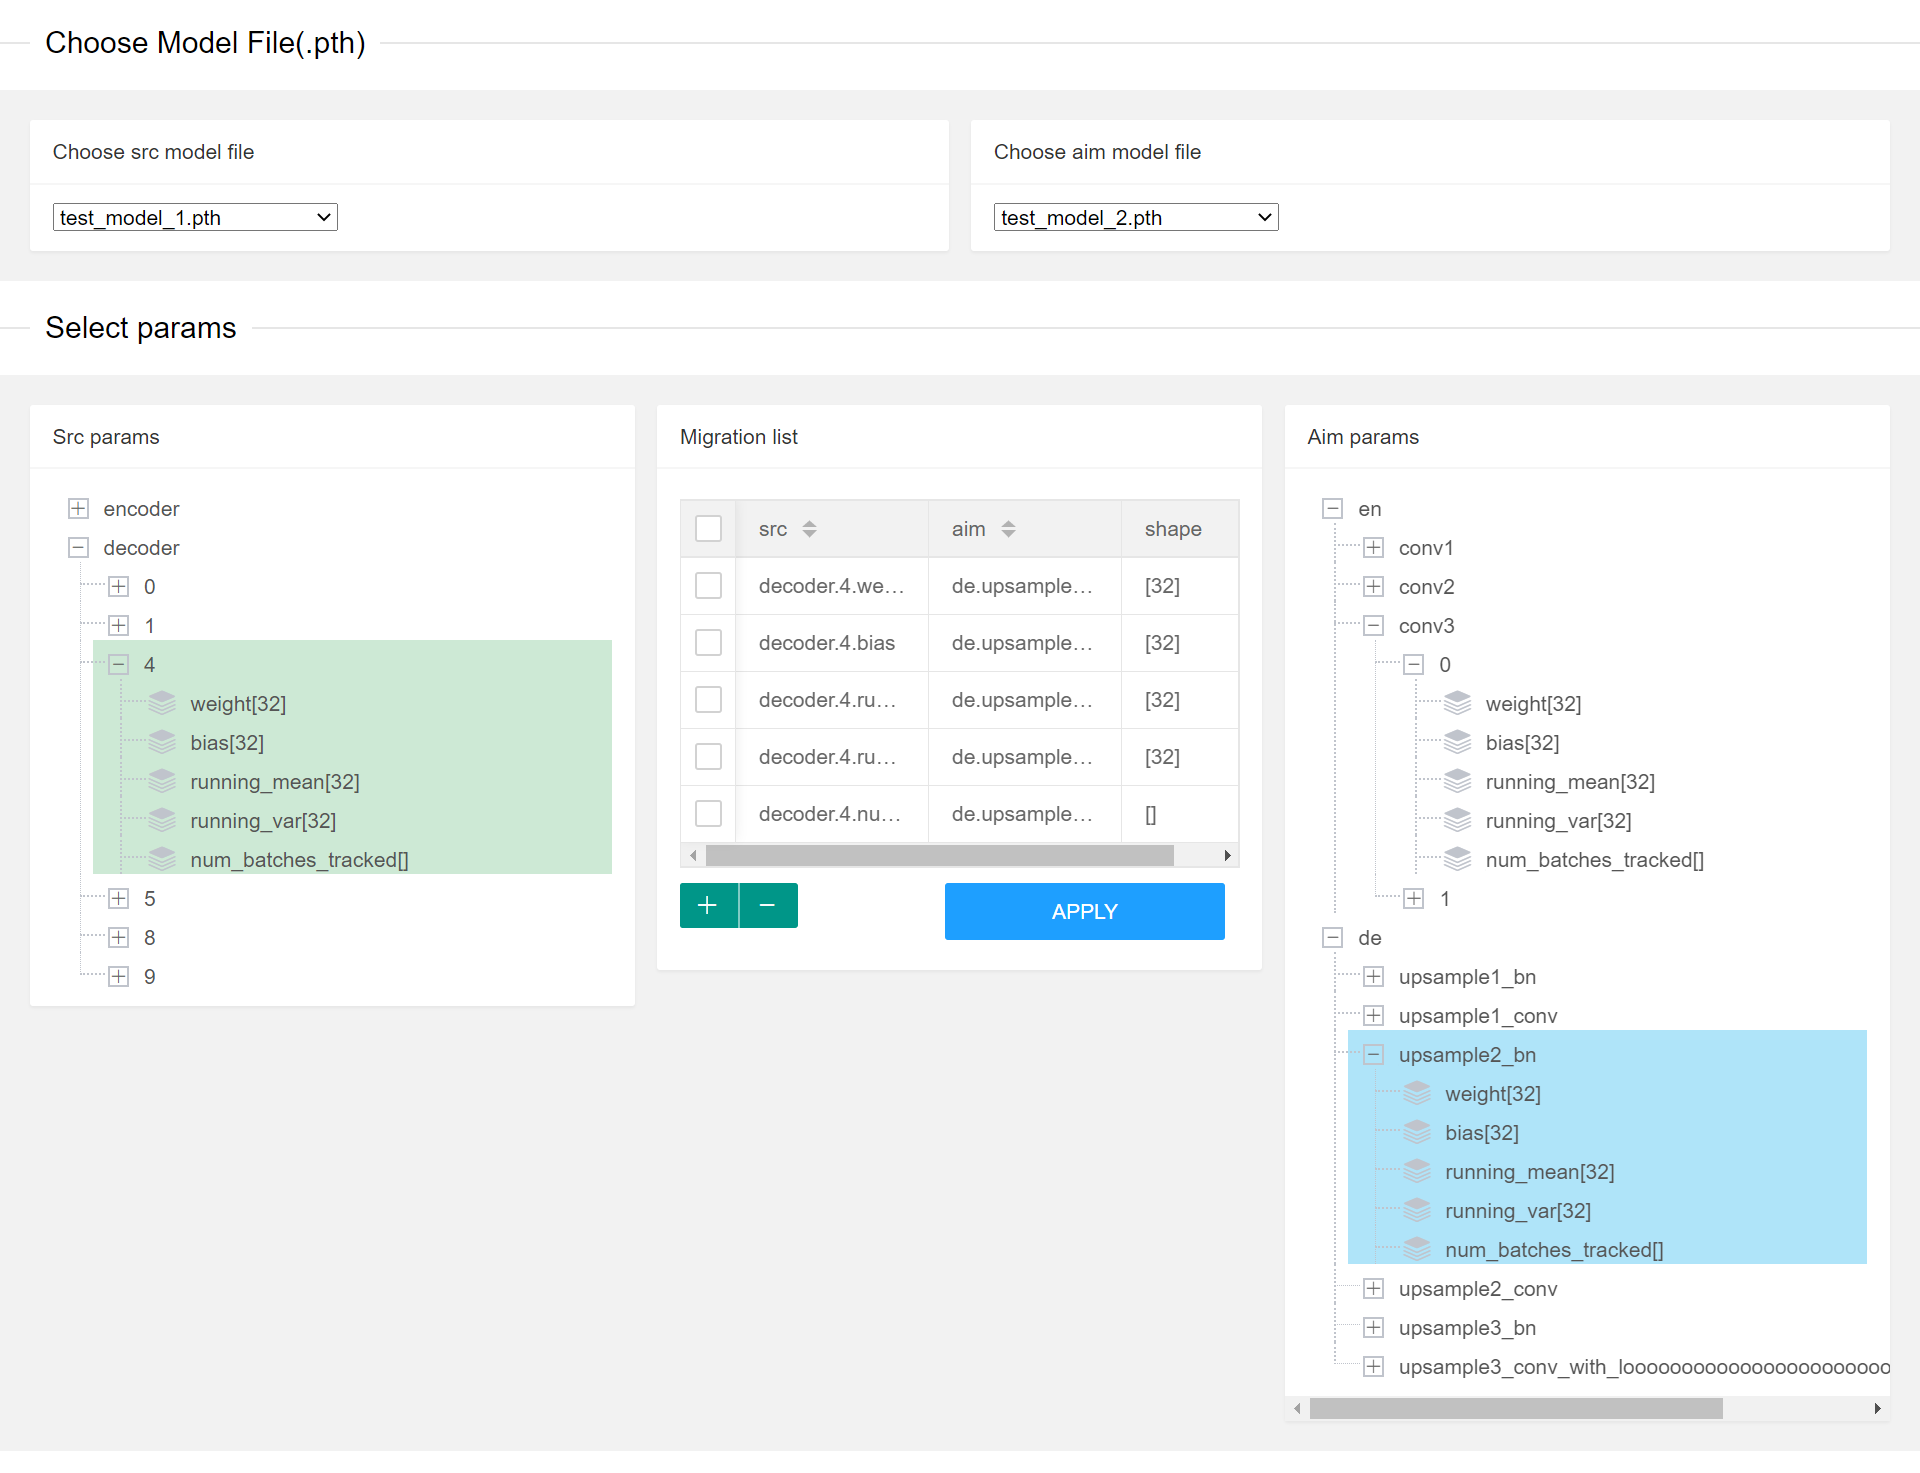 Choose Model File(.pth)
Choose src model file
test_model_1.pth
Choose aim model file
test_model_2.pth
Select params
Src params
encoder
decoder
0
1
4
weight[32]
bias[32]
running_mean[32]
running_var[32]
num_batches_tracked[]
5
8
9
Migration list
src aim shape
decoder.4.we... de.upsample... [32]
decoder.4.bias de.upsample... [32]
decoder.4.ru... de.upsample... [32]
decoder.4.ru... de.upsample... [32]
decoder.4.nu... de.upsample... []
APPLY
Aim params
en
conv1
conv2
conv3
0
weight[32]
bias[32]
running_mean[32]
running_var[32]
num_batches_tracked[]
1
de
upsample1_bn
upsample1_conv
upsample2_bn
weight[32]
bias[32]
running_mean[32]
running_var[32]
num_batches_tracked[]
upsample2_conv
upsample3_bn
upsample3_conv_with_looooooooooooooooooooooo